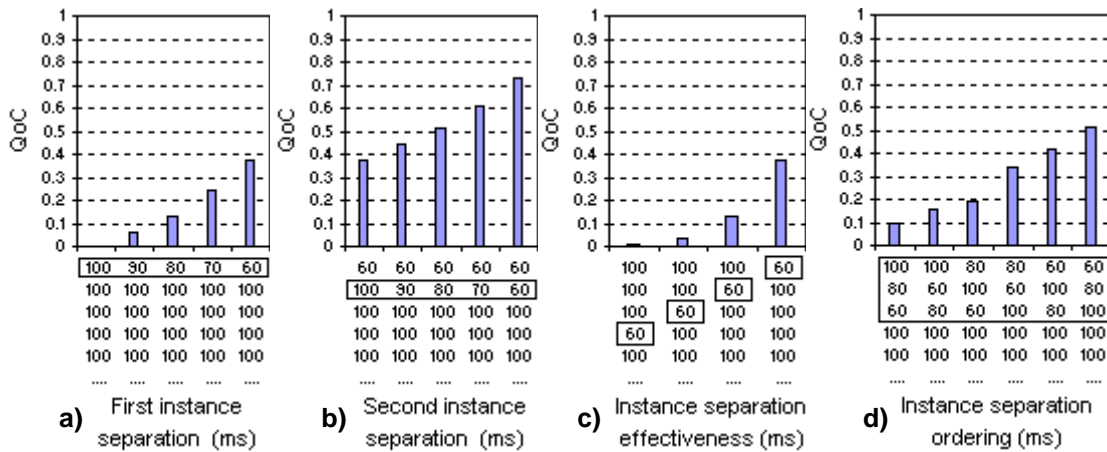 1
0.9
0.8
0.7
0.6
0.5
0.4
0.3
0.2
0.1
0
QoC
100 30 80 70 60
100 100 100 100 100
100 100 100 100 100
100 100 100 100 100
100 100 100 100 100
.... .... .... .... ....
a) First instance
separation (ms)
1
0.9
0.8
0.7
0.6
0.5
0.4
0.3
0.2
0.1
0
QoC
60 60 60 60 60
100 30 80 70 60
100 100 100 100 100
100 100 100 100 100
100 100 100 100 100
.... .... .... .... ....
b) Second instance
separation (ms)
1
0.9
0.8
0.7
0.6
0.5
0.4
0.3
0.2
0.1
0
QoC
100 100 100 60
100 100 60 100
100 60 100 100
60 100 100 100
100 100 100 100
.... .... .... ....
c) Instance separation
effectiveness (ms)
1
0.9
0.8
0.7
0.6
0.5
0.4
0.3
0.2
0.1
0
QoC
100 100 80 80 60 60
80 60 100 60 100 80
60 80 60 100 80 100
100 100 100 100 100 100
100 100 100 100 100 100
.... .... .... .... .... ....
d) Instance separation
ordering (ms)